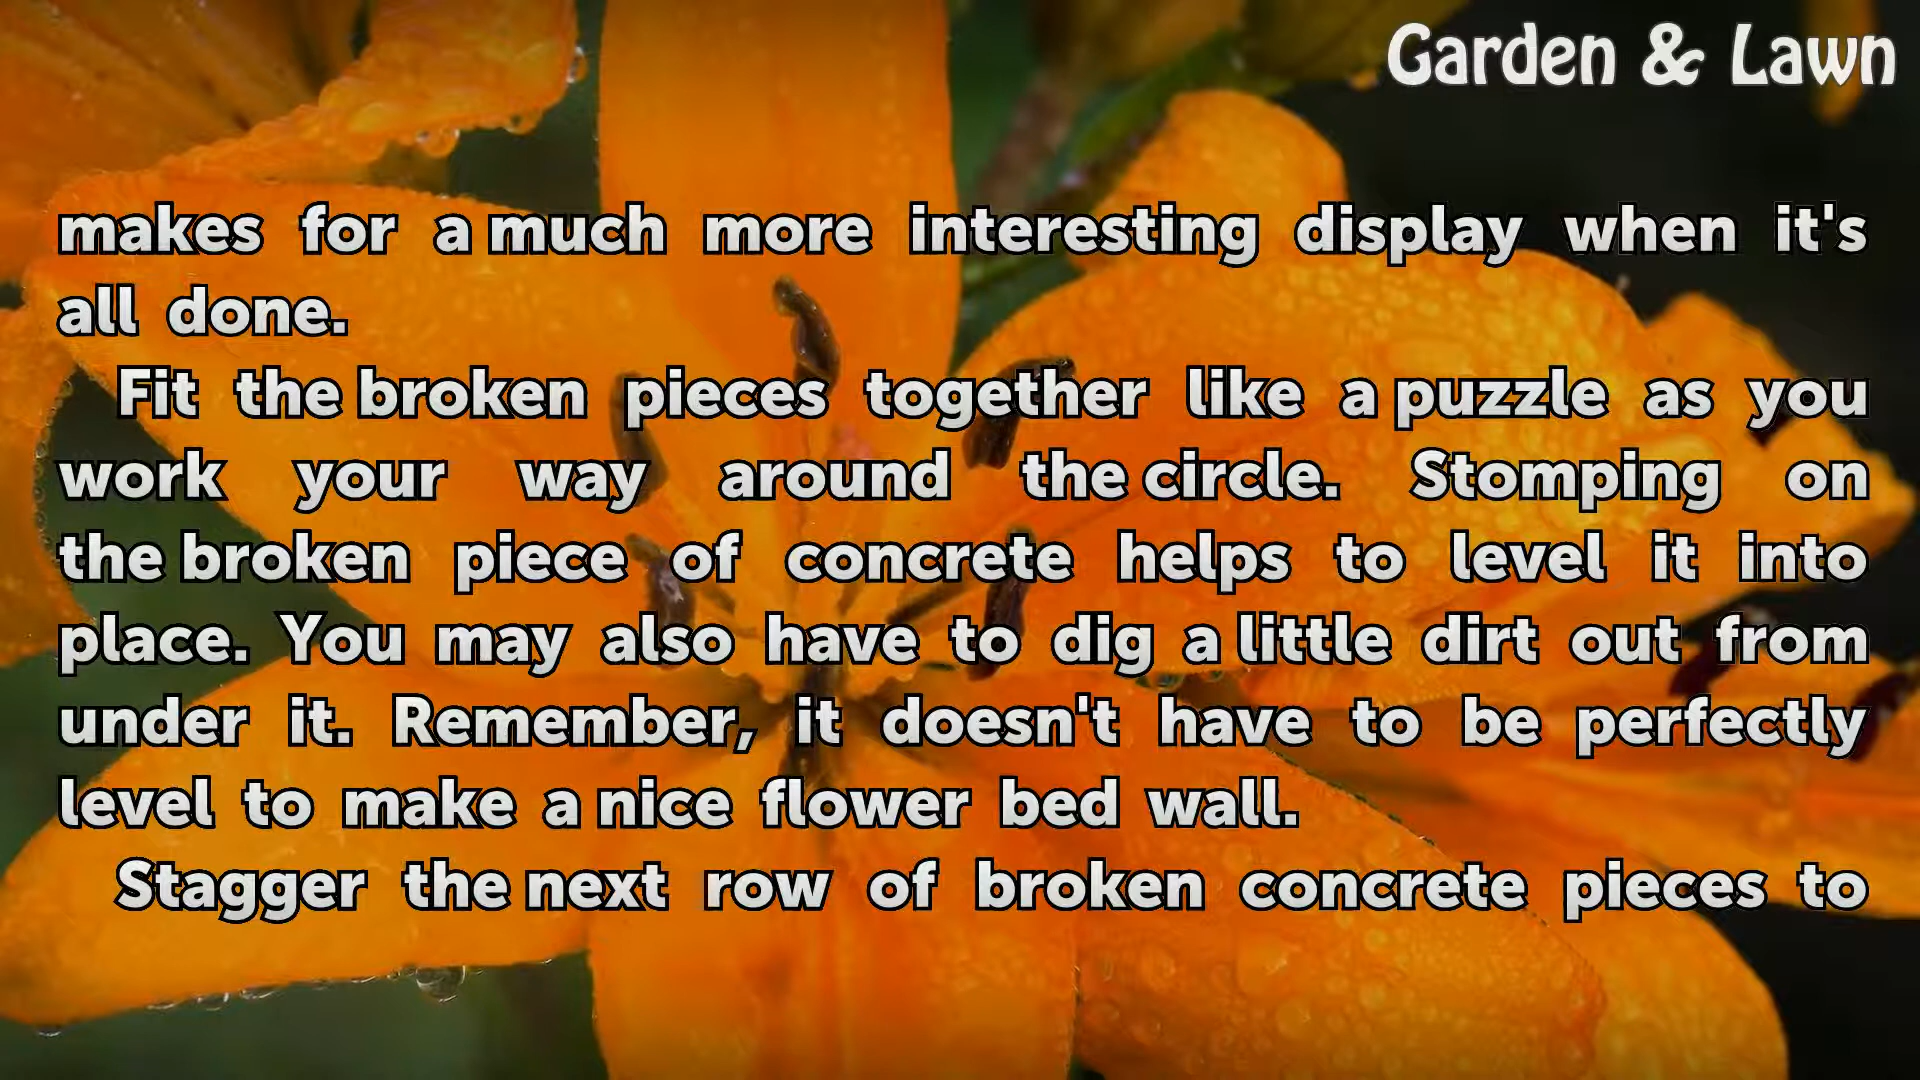 Garden & Lawn
makes for a much more interesting display when it's
all done.
Fit the broken pieces together like a puzzle as you
work your way around the circle. Stomping on
the broken piece of concrete helps to level it into
place. You may also have to dig a little dirt out from
under it. Remember, it doesn't have to be perfectly
level to make a nice flower bed wall.
Stagger the next row of broken concrete pieces to